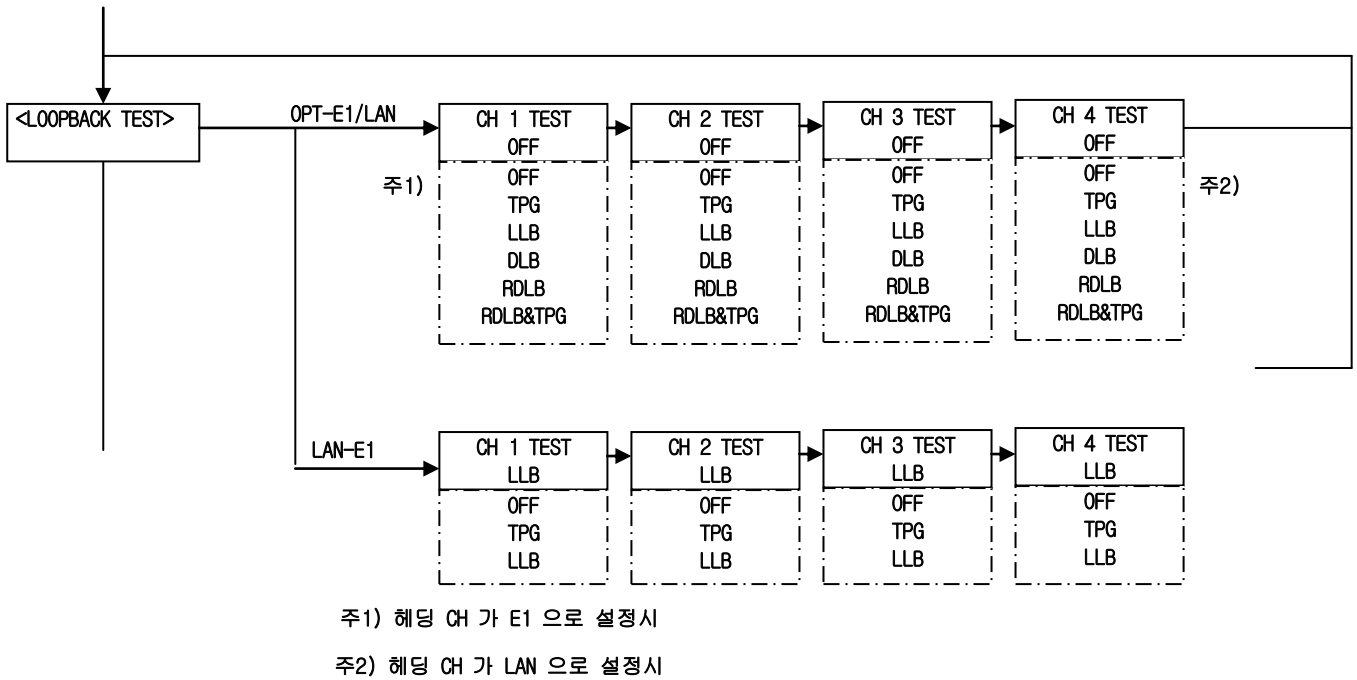 <LOOPBACK TEST>
OPT-E1/LAN
CH 1 TEST
OFF
OFF
TPG
LLB
DLB
RDLB
RDLB&TPG
CH 2 TEST
OFF
OFF
TPG
LLB
DLB
RDLB
RDLB&TPG
CH 3 TEST
OFF
OFF
TPG
LLB
DLB
RDLB
RDLB&TPG
CH 4 TEST
OFF
OFF
TPG
LLB
DLB
RDLB
RDLB&TPG
주1)
주2)
LAN-E1
CH 1 TEST
LLB
OFF
TPG
LLB
CH 2 TEST
LLB
OFF
TPG
LLB
CH 3 TEST
LLB
OFF
TPG
LLB
CH 4 TEST
LLB
OFF
TPG
LLB
주1) 헤딩 CH 가 E1 으로 설정시
주2) 헤딩 CH 가 LAN 으로 설정시